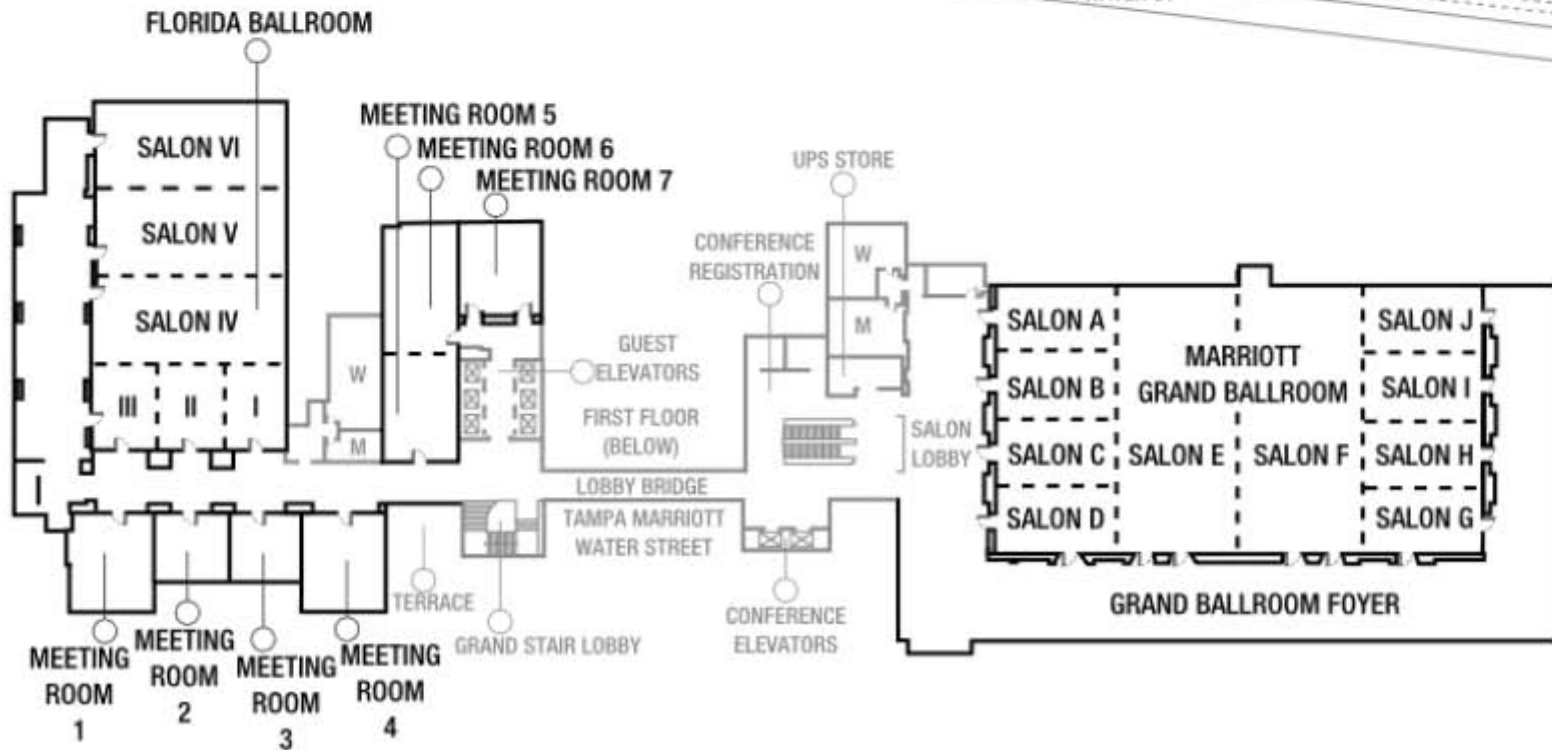 FLORIDA BALLROOM
SALON VI
SALON V
SALON IV
III
II
I
MEETING ROOM 5
MEETING ROOM 6
MEETING ROOM 7
W
M
GUEST
ELEVATORS
FIRST FLOOR
(BELOW)
LOBBY BRIDGE
TAMPA MARRIOTT
WATER STREET
TERRACE
GRAND STAIR LOBBY
MEETING
ROOM
1
MEETING
ROOM
2
MEETING
ROOM
3
MEETING
ROOM
4
UPS STORE
CONFERENCE
REGISTRATION
W
M
SALON
LOBBY
CONFERENCE
ELEVATORS
SALON A
SALON B
SALON C
SALON D
MARRIOTT
GRAND BALLROOM
SALON E
SALON F
SALON J
SALON I
SALON H
SALON G
GRAND BALLROOM FOYER